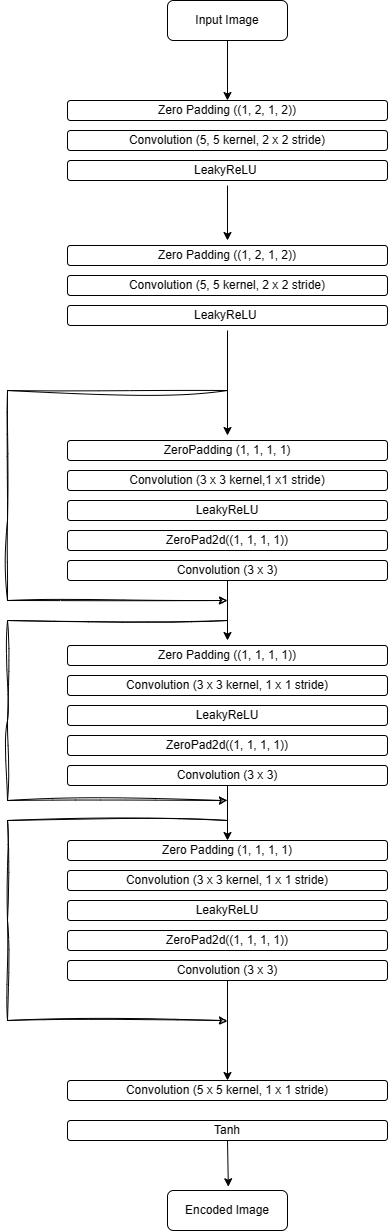 Input Image
Zero Padding ((1, 2, 1, 2))
Convolution (5, 5 kernel, 2 x 2 stride)
LeakyReLU
Zero Padding ((1, 2, 1, 2))
Convolution (5, 5 kernel, 2 x 2 stride)
LeakyReLU
ZeroPadding (1, 1, 1, 1)
Convolution (3 x 3 kernel,1 x1 stride)
LeakyReLU
ZeroPad2d((1, 1, 1, 1))
Convolution (3 x 3)
Zero Padding ((1, 1, 1, 1))
Convolution (3 x 3 kernel, 1 x 1 stride)
LeakyReLU
ZeroPad2d((1, 1, 1, 1))
Convolution (3 x 3)
Zero Padding (1, 1, 1, 1)
Convolution (3 x 3 kernel, 1 x 1 stride)
LeakyReLU
ZeroPad2d((1, 1, 1, 1))
Convolution (3 x 3)
Convolution (5 x 5 kernel, 1 x 1 stride)
Tanh
Encoded Image